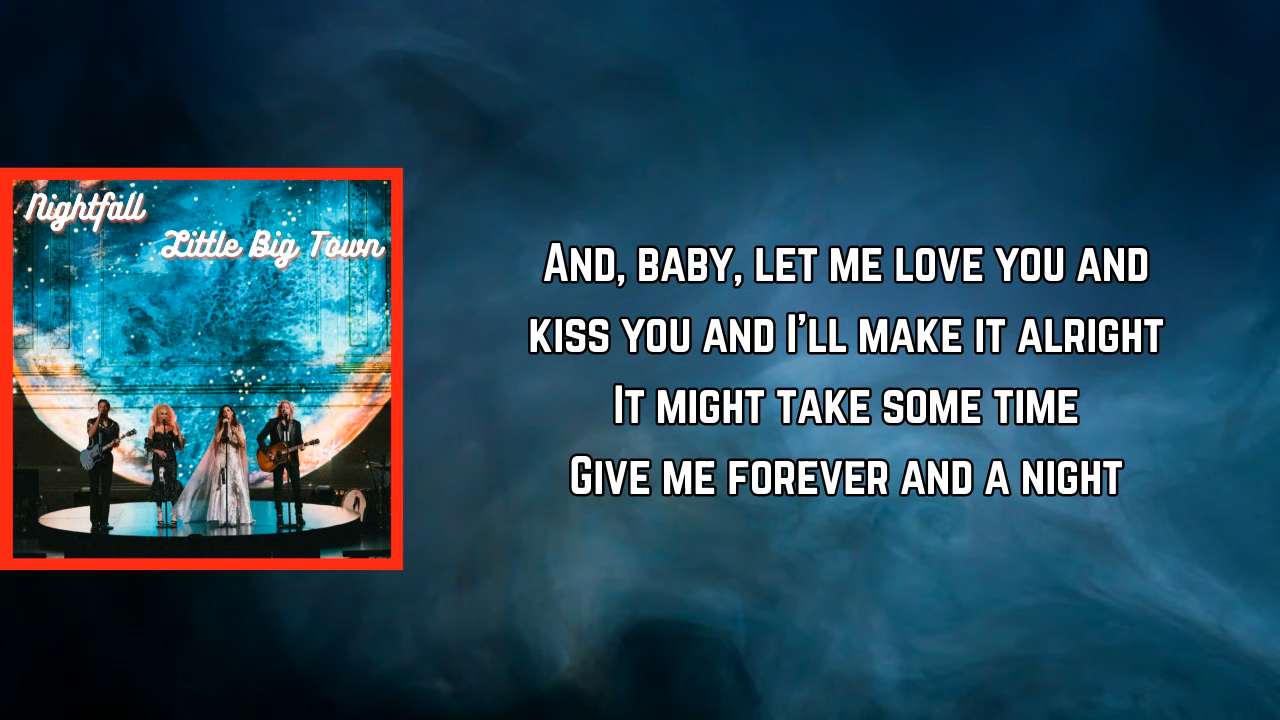 Nightfall
Little Big Town
And, baby, let me love you and
kiss you and I'll make it alright
It might take some time
Give me forever and a night